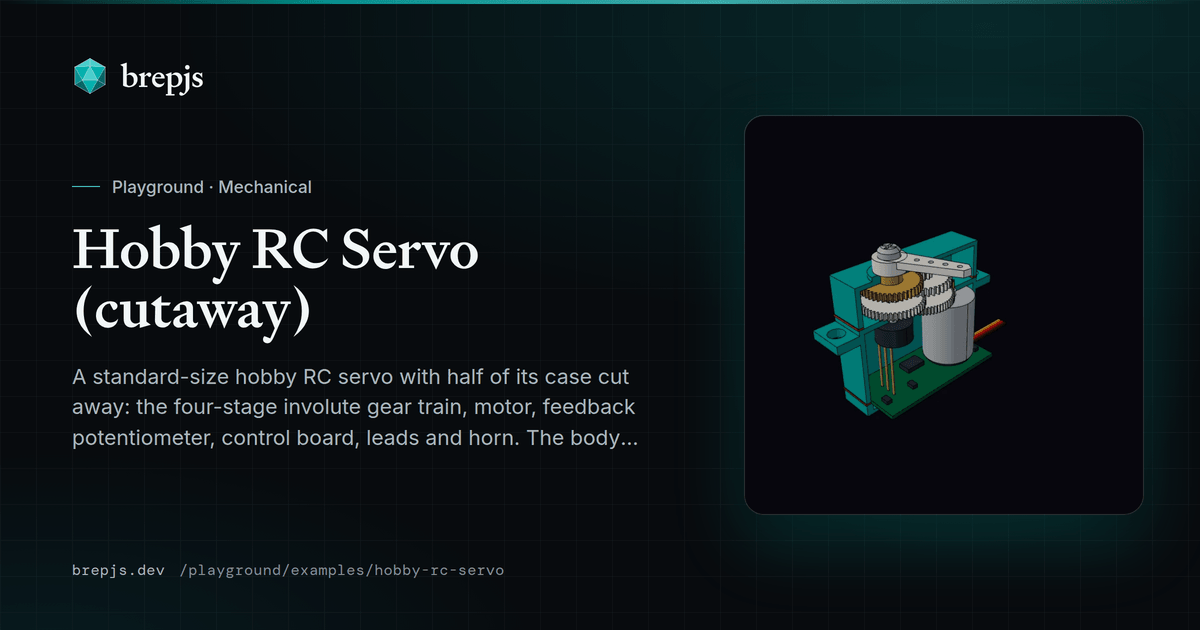 brepjs
Playground · Mechanical
Hobby RC Servo
(cutaway)
A standard-size hobby RC servo with half of its case cut
away: the four-stage involute gear train, motor, feedback
potentiometer, control board, leads and horn. The body…
brepjs.dev /playground/examples/hobby-rc-servo